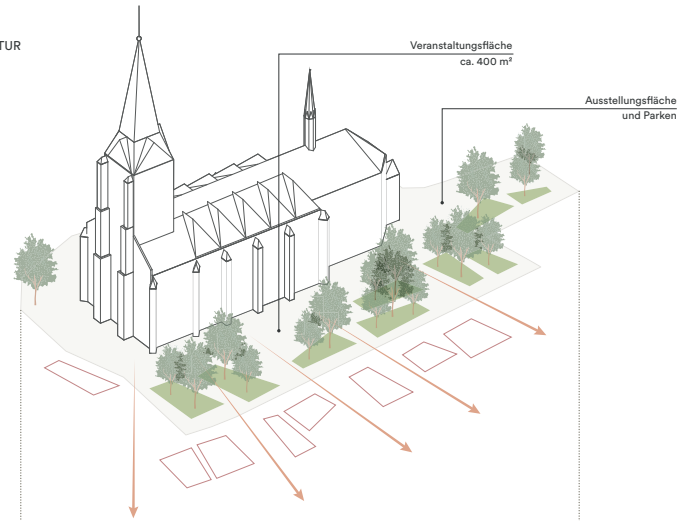 TUR
Veranstaltungsfläche
ca. 400 m²
Ausstellungsfläche
und Parken